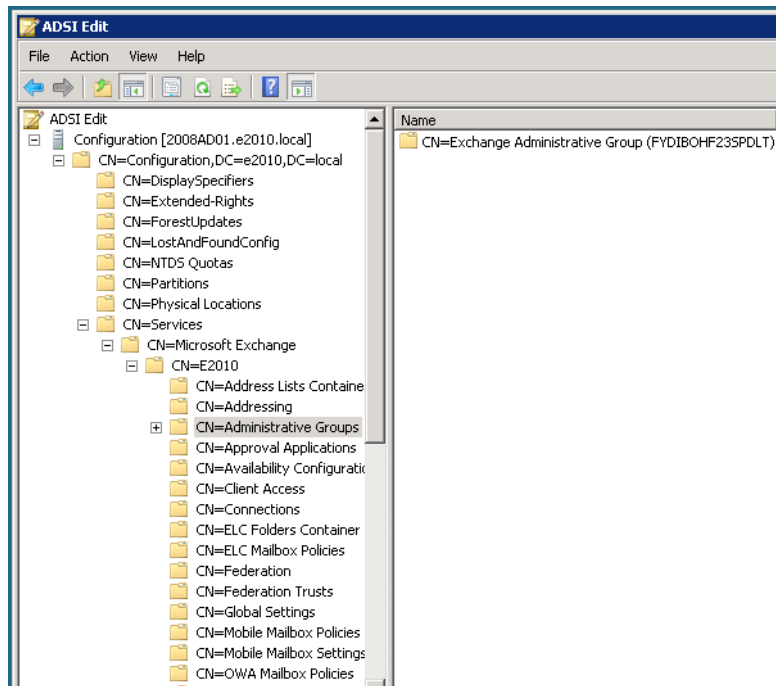 ADSI Edit
File Action View Help
ADSI Edit
Configuration [2008AD01.e2010.local]
CN=Configuration,DC=e2010,DC=local
CN=DisplaySpecifiers
CN=Extended-Rights
CN=ForestUpdates
CN=LostAndFoundConfig
CN=NTDS Quotas
CN=Partitions
CN=Physical Locations
CN=Services
CN=Microsoft Exchange
CN=E2010
CN=Address Lists Containe
CN=Addressing
CN=Administrative Groups
CN=Approval Applications
CN=Availability Configuratio
CN=Client Access
CN=Connections
CN=ELC Folders Container
CN=ELC Mailbox Policies
CN=Federation
CN=Federation Trusts
CN=Global Settings
CN=Mobile Mailbox Policies
CN=Mobile Mailbox Settings
CN=OWA Mailbox Policies
Name
CN=Exchange Administrative Group (FYDIBOHF23SPDLT)